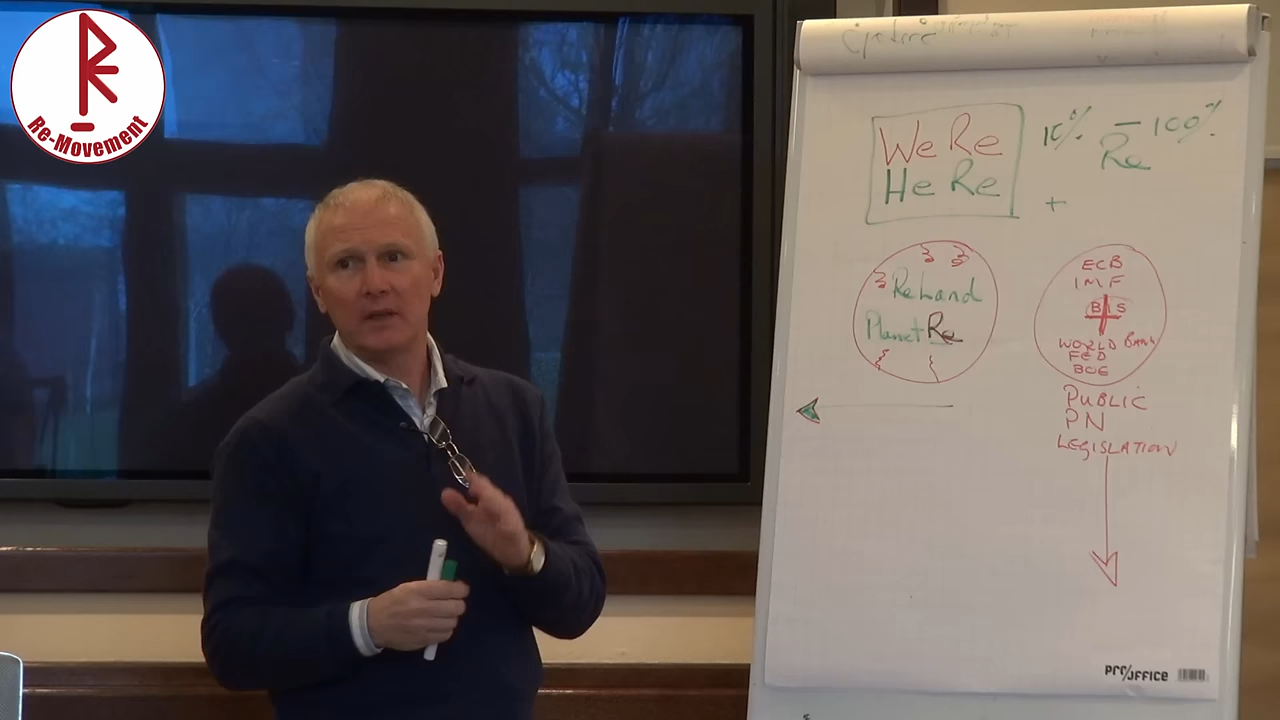 Re-Movement
We Re
He Re
10%
- 100%
Re
+
Re Land
Planet Re
ECB
IMF
BIS
WORLD BANK
FED
BOE
PUBLIC
PN
LEGISLATION
PRO/OFFICE